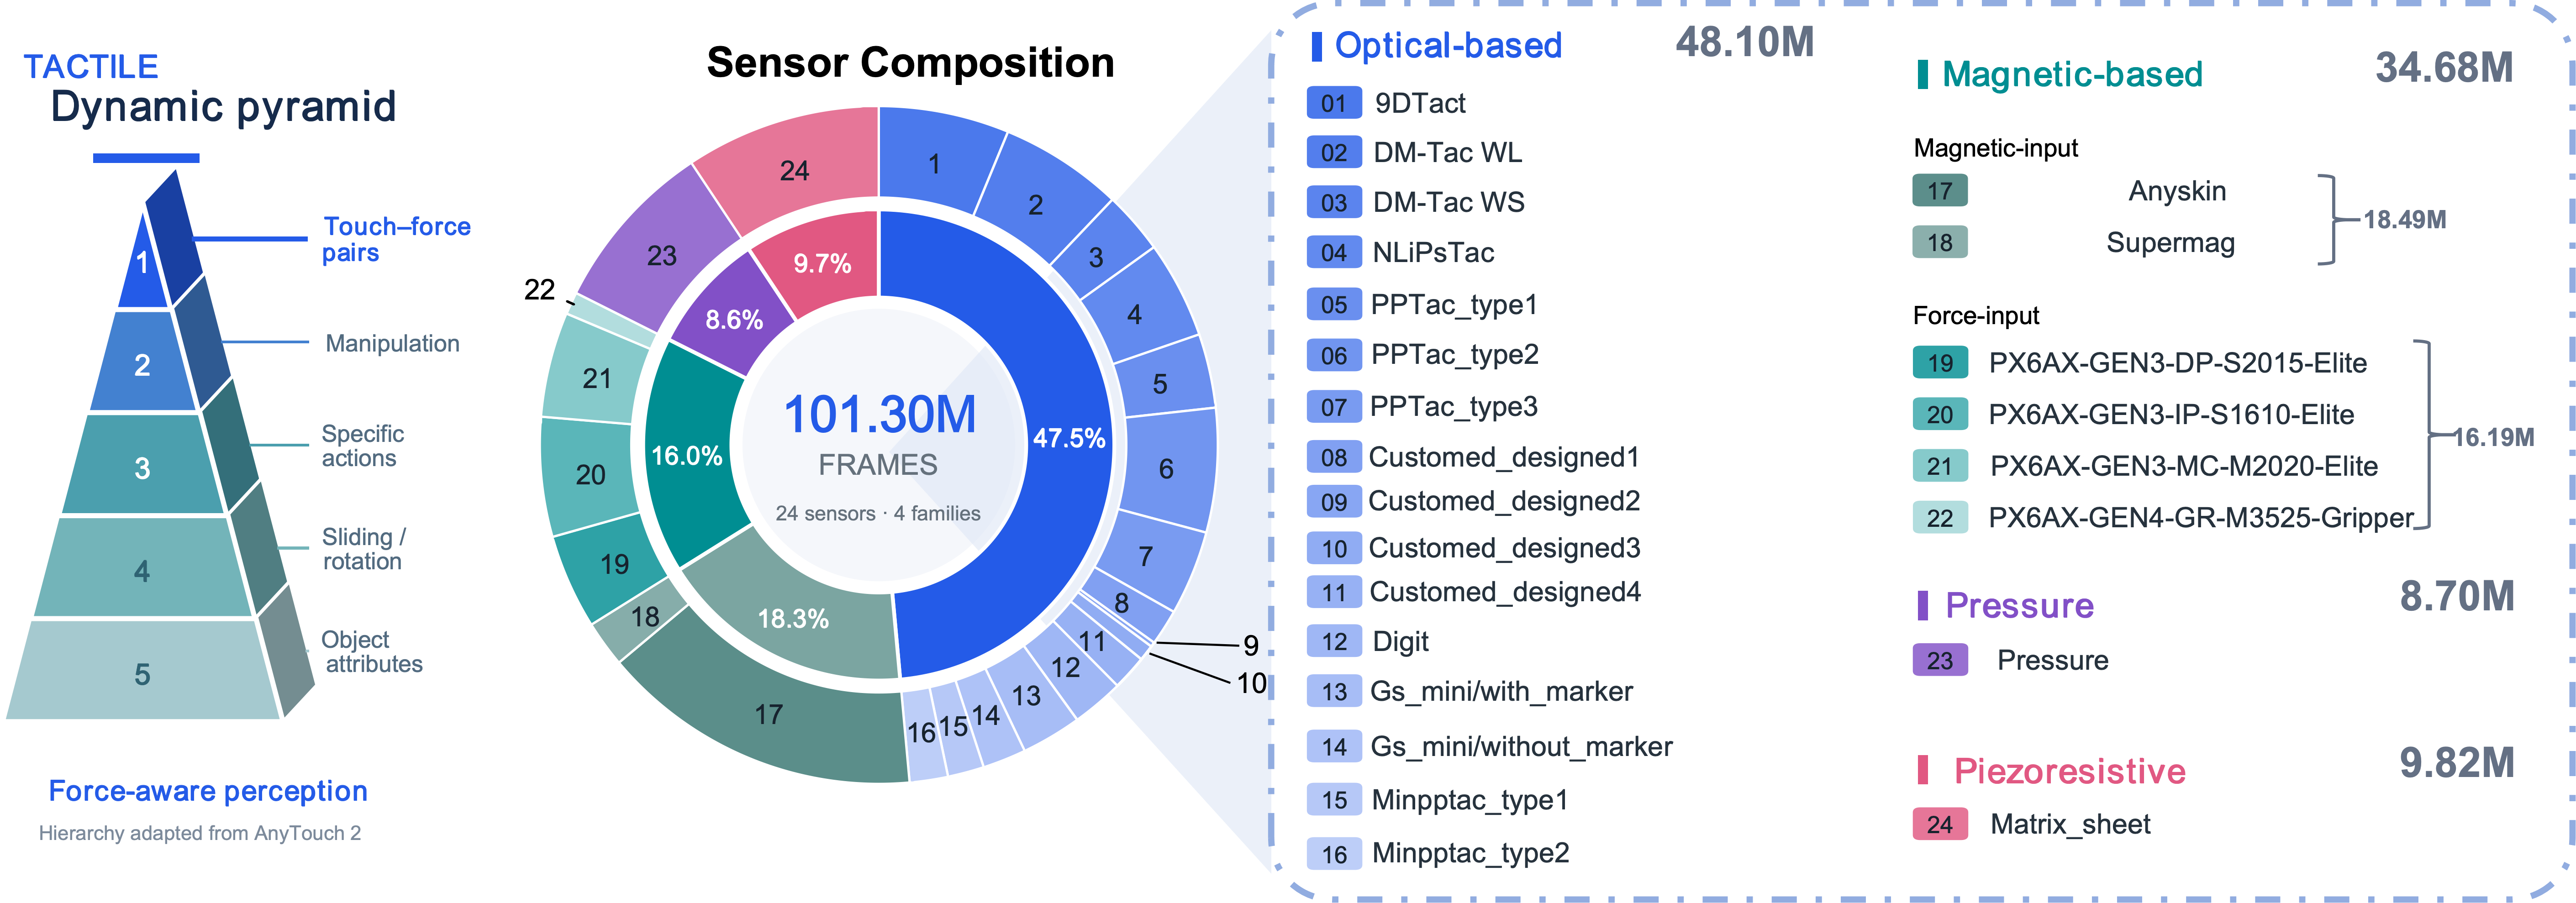 TACTILE
Dynamic pyramid
1
2
3
4
5
Touch–force
pairs
Manipulation
Specific
actions
Sliding /
rotation
Object
attributes
Force-aware perception
Hierarchy adapted from AnyTouch 2
Sensor Composition
1
2
3
4
5
6
7
8
9
10
11
12
13
14
15
16
17
18
19
20
21
22
23
24
47.5%
18.3%
16.0%
8.6%
9.7%
101.30M
FRAMES
24 sensors · 4 families
Optical-based 48.10M
01 9DTact
02 DM-Tac WL
03 DM-Tac WS
04 NLiPsTac
05 PPTac_type1
06 PPTac_type2
07 PPTac_type3
08 Customed_designed1
09 Customed_designed2
10 Customed_designed3
11 Customed_designed4
12 Digit
13 Gs_mini/with_marker
14 Gs_mini/without_marker
15 Minpptac_type1
16 Minpptac_type2
Magnetic-based 34.68M
Magnetic-input
17 Anyskin
18 Supermag
18.49M
Force-input
19 PX6AX-GEN3-DP-S2015-Elite
20 PX6AX-GEN3-IP-S1610-Elite
21 PX6AX-GEN3-MC-M2020-Elite
22 PX6AX-GEN4-GR-M3525-Gripper
16.19M
Pressure 8.70M
23 Pressure
Piezoresistive 9.82M
24 Matrix_sheet